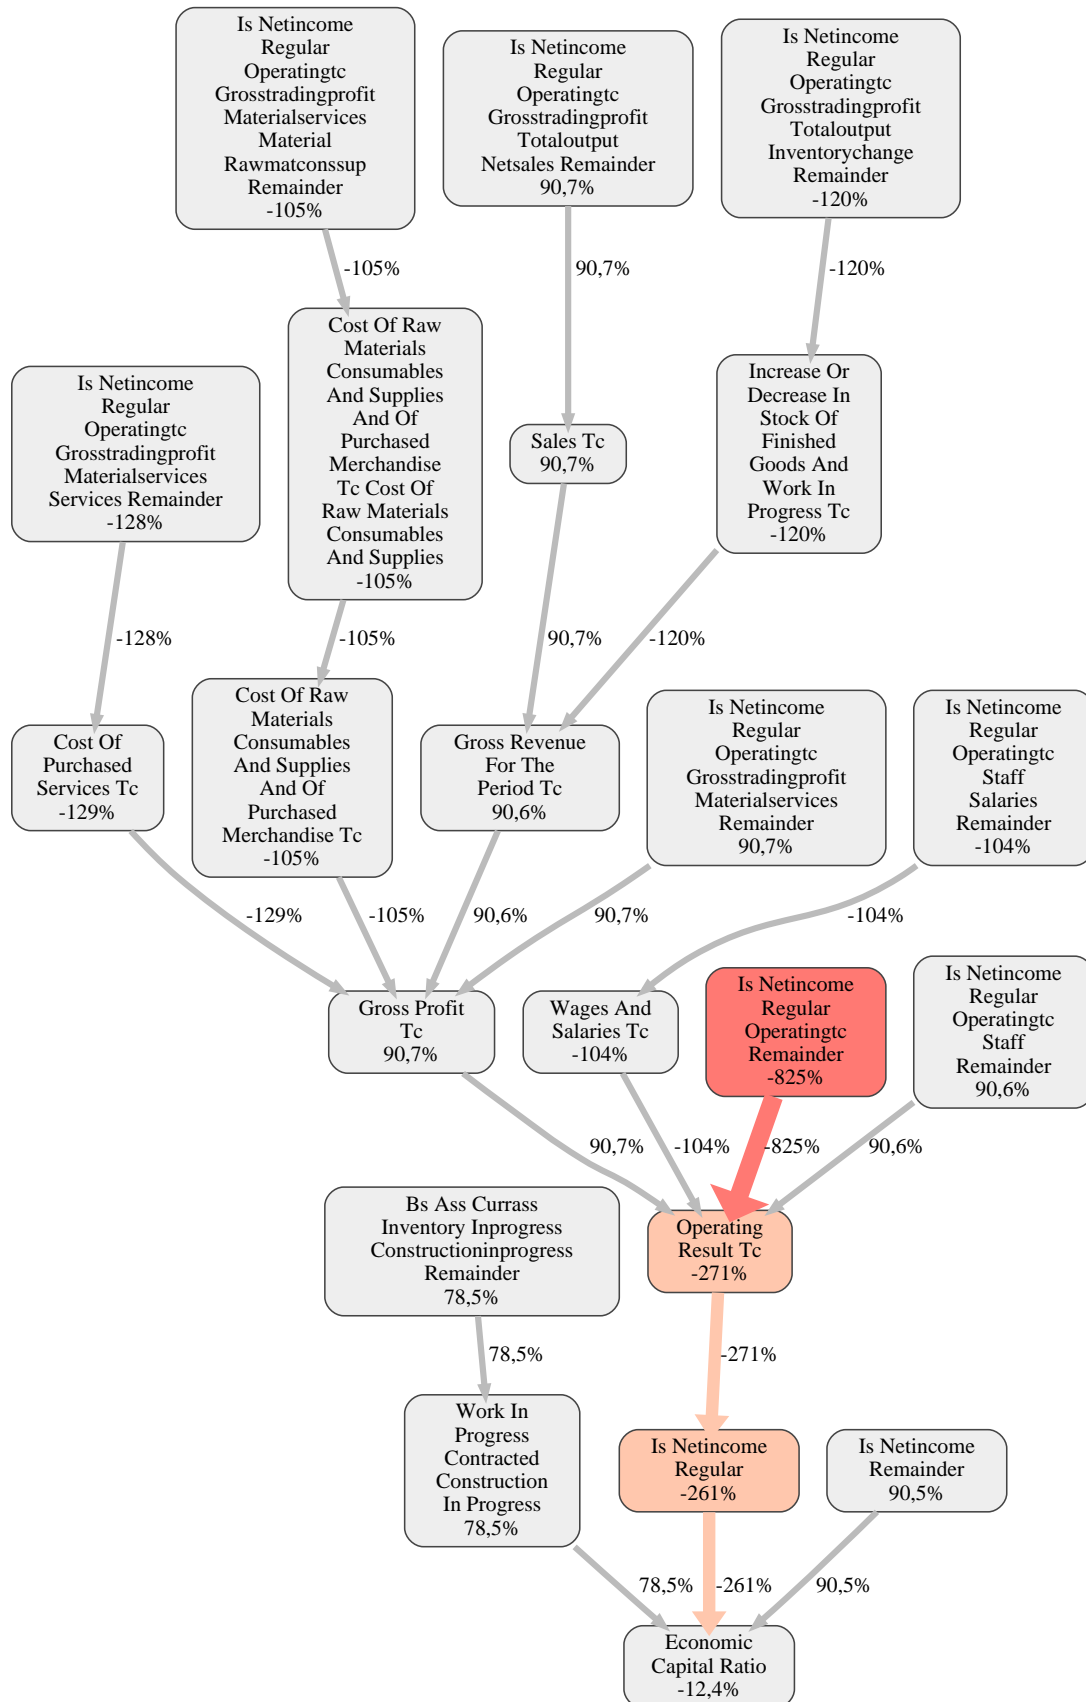 Is Netincome
Regular
Operatingtc
Grosstradingprofit
Materialservices
Material
Rawmatconssup
Remainder
-105%
Is Netincome
Regular
Operatingtc
Grosstradingprofit
Totaloutput
Netsales Remainder
90,7%
Is Netincome
Regular
Operatingtc
Grosstradingprofit
Totaloutput
Inventorychange
Remainder
-120%
-105%
90,7%
-120%
Is Netincome
Regular
Operatingtc
Grosstradingprofit
Materialservices
Services Remainder
-128%
Cost Of Raw
Materials
Consumables
And Supplies
And Of
Purchased
Merchandise
Tc Cost Of
Raw Materials
Consumables
And Supplies
-105%
Sales Tc
90,7%
Increase Or
Decrease In
Stock Of
Finished
Goods And
Work In
Progress Tc
-120%
-128%
-105%
90,7%
-120%
Cost Of
Purchased
Services Tc
-129%
Cost Of Raw
Materials
Consumables
And Supplies
And Of
Purchased
Merchandise Tc
-105%
Gross Revenue
For The
Period Tc
90,6%
Is Netincome
Regular
Operatingtc
Grosstradingprofit
Materialservices
Remainder
90,7%
Is Netincome
Regular
Operatingtc
Staff
Salaries
Remainder
-104%
-129%
-105%
90,6%
90,7%
-104%
Gross Profit
Tc
90,7%
Wages And
Salaries Tc
-104%
Is Netincome
Regular
Operatingtc
Remainder
-825%
Is Netincome
Regular
Operatingtc
Staff
Remainder
90,6%
90,7%
-104%
-825%
90,6%
Bs Ass Currass
Inventory Inprogress
Constructioninprogress
Remainder
78,5%
Operating
Result Tc
-271%
78,5%
-271%
Work In
Progress
Contracted
Construction
In Progress
78,5%
Is Netincome
Regular
-261%
Is Netincome
Remainder
90,5%
78,5%
-261%
90,5%
Economic
Capital Ratio
-12,4%